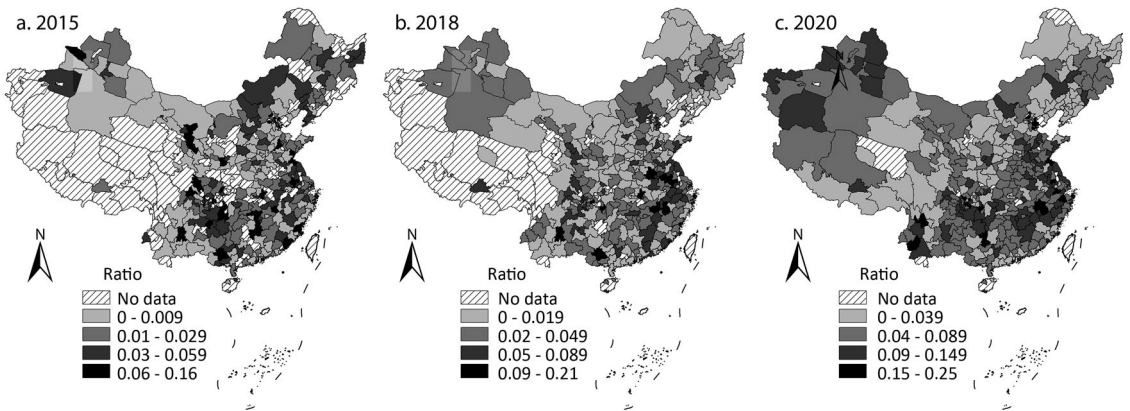 a. 2015
N
Ratio
No data
0 - 0.009
0.01 - 0.029
0.03 - 0.059
0.06 - 0.16
b. 2018
N
Ratio
No data
0 - 0.019
0.02 - 0.049
0.05 - 0.089
0.09 - 0.21
c. 2020
N
N
Ratio
No data
0 - 0.039
0.04 - 0.089
0.09 - 0.149
0.15 - 0.25